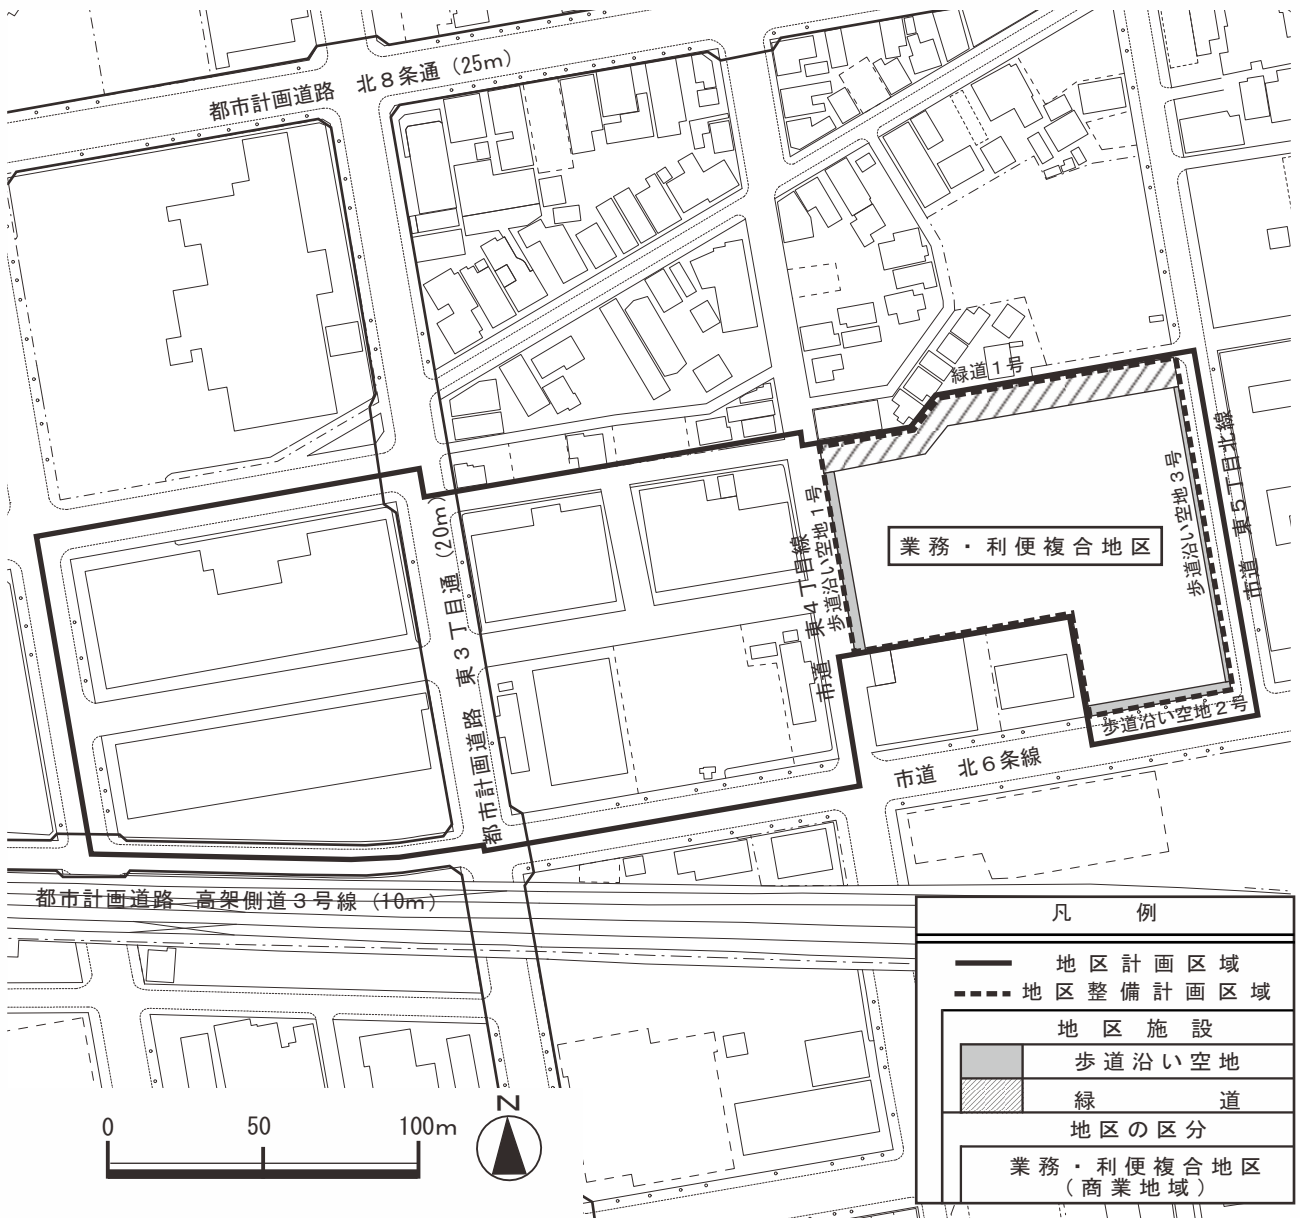 都市計画道路　北８条通（25ｍ）
緑道１号
業務・利便複合地区
市道　東４丁目線
歩道沿い空地１号
歩道沿い空地３号
市道　東５丁目北線
都市計画道路　東３丁目通（20ｍ）
歩道沿い空地２号
市道　北６条線
都市計画道路　高架側道３号線（10ｍ）
凡　例
地区計画区域
地区整備計画区域
地区施設
歩道沿い空地
緑　道
地区の区分
業務・利便複合地区
（商業地域）
0　50　100ｍ
N